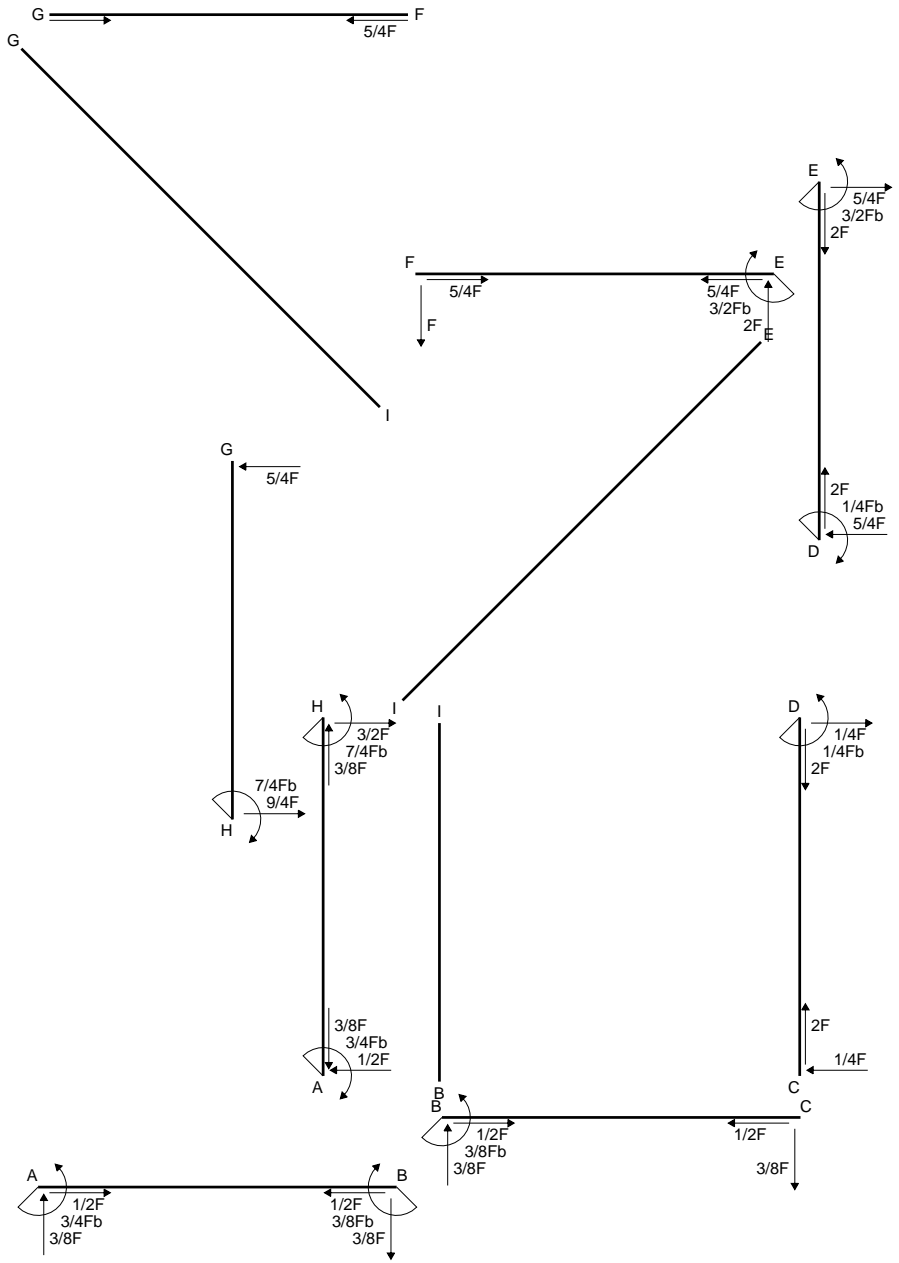 G F
5/4F
G
E
5/4F
3/2Fb
2F
F E
5/4F 5/4F
3/2Fb
F 2F
E
I
G
5/4F
2F
1/4Fb
5/4F
D
H I I D
3/2F 1/4F
7/4Fb 1/4Fb
3/8F 2F
7/4Fb
9/4F
H
3/8F 2F
3/4Fb
1/2F 1/4F
A B C
B C
1/2F 1/2F
3/8Fb
3/8F 3/8F
A B
1/2F 1/2F
3/4Fb 3/8Fb
3/8F 3/8F